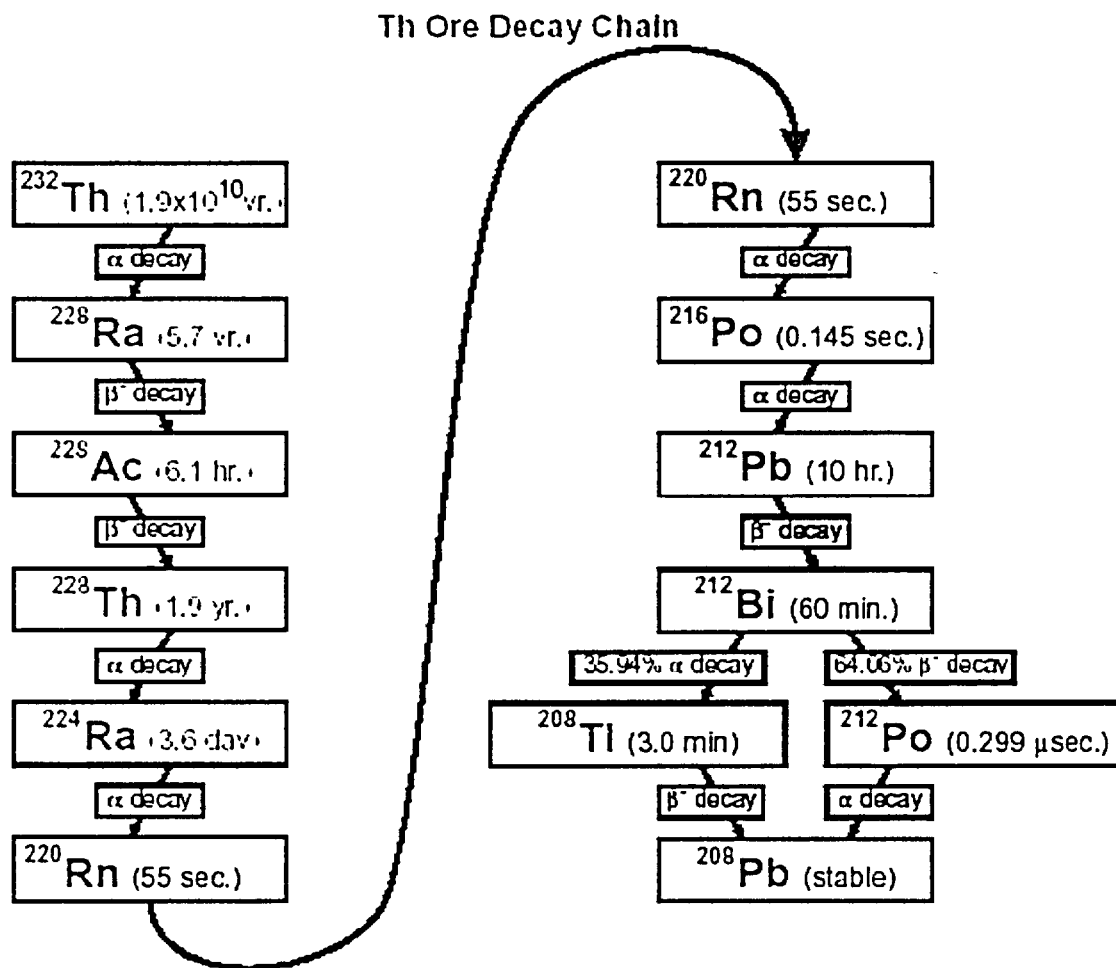 Th Ore Decay Chain
232Th (1.9x10^10 yr.)
α decay
228Ra (5.7 yr.)
β- decay
228Ac (6.1 hr.)
β- decay
228Th (1.9 yr.)
α decay
224Ra (3.6 day)
α decay
220Rn (55 sec.)
220Rn (55 sec.)
α decay
216Po (0.145 sec.)
α decay
212Pb (10 hr.)
β- decay
212Bi (60 min.)
35.94% α decay
64.06% β- decay
208Tl (3.0 min)
212Po (0.299 μsec.)
β- decay
α decay
208Pb (stable)